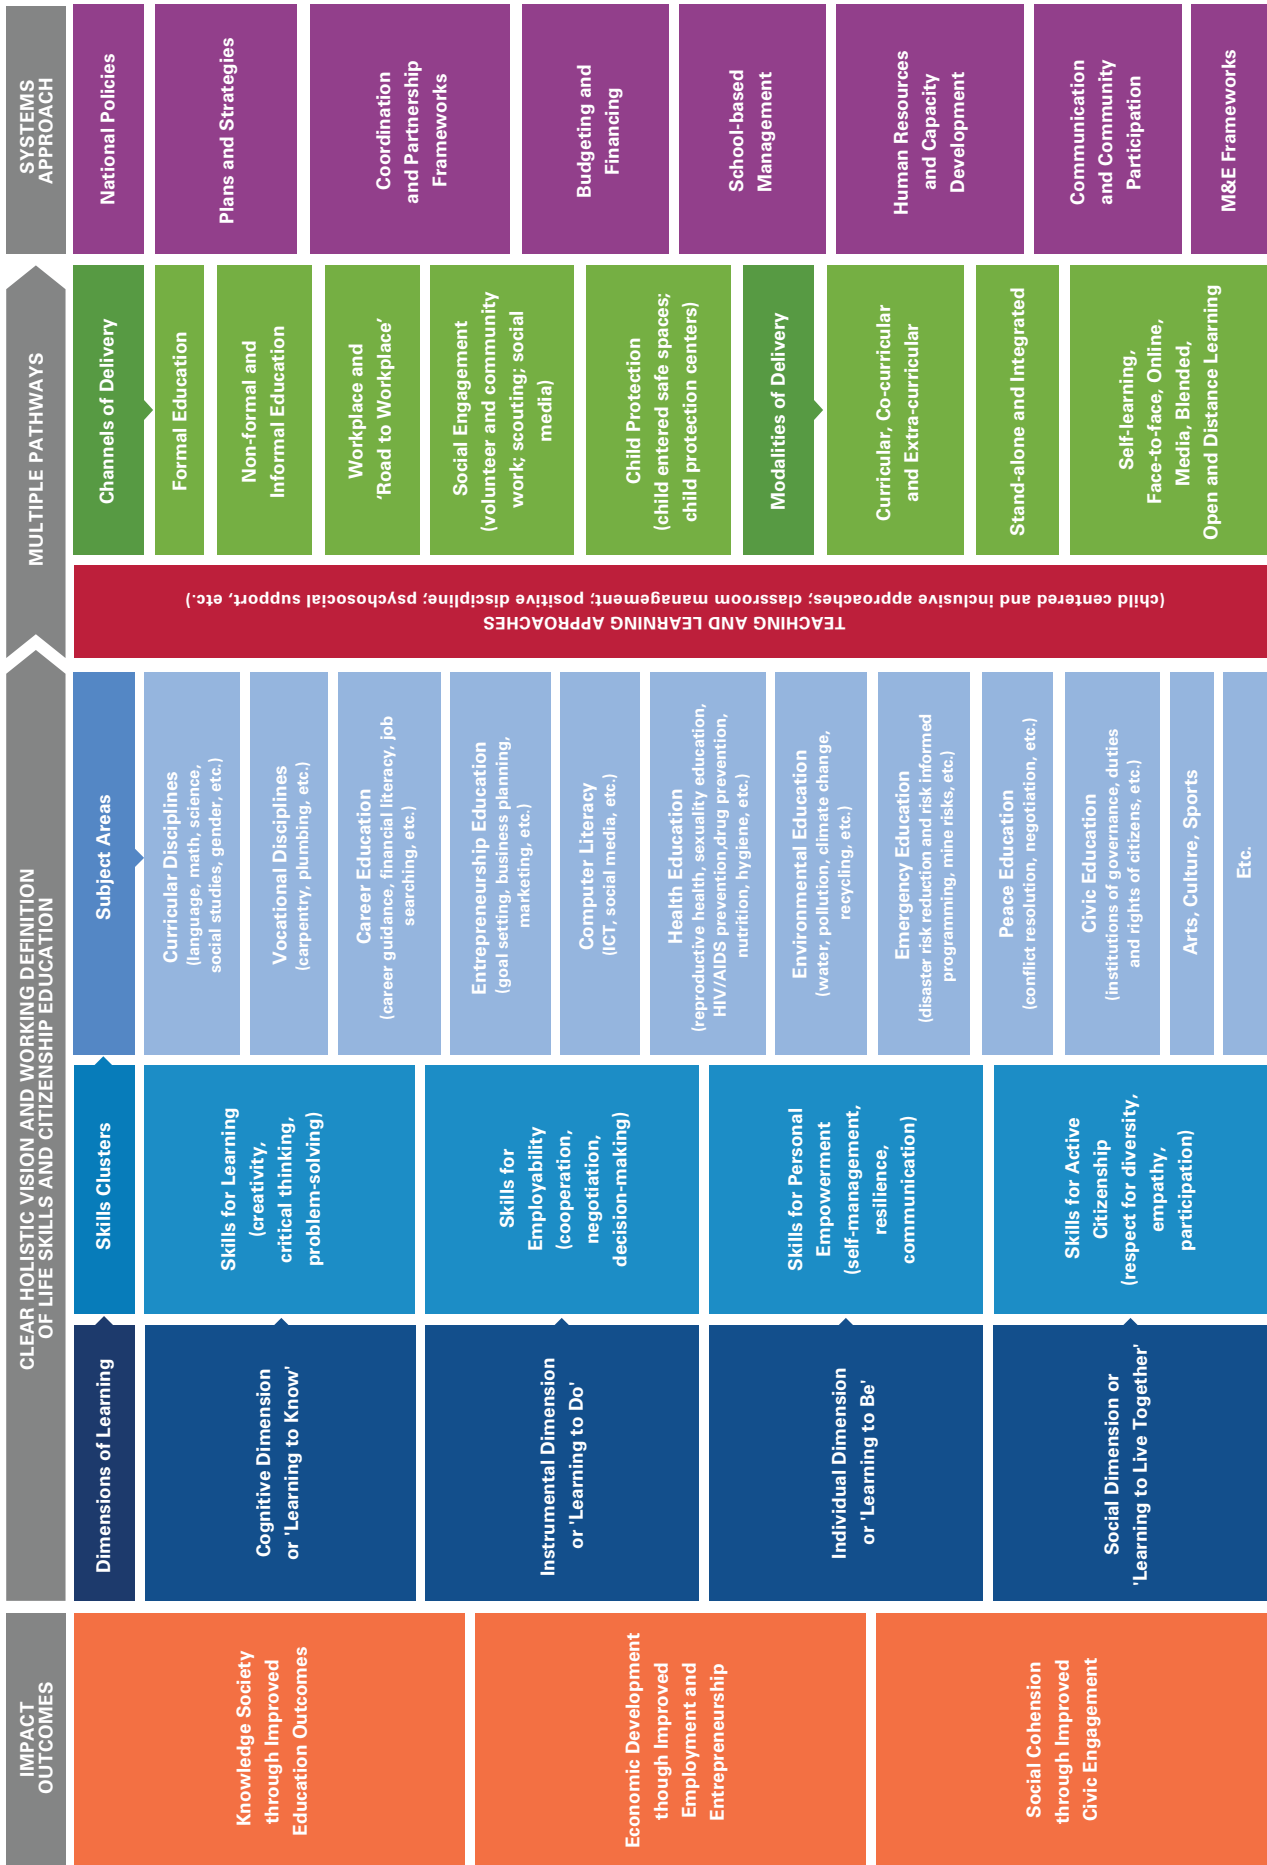 IMPACT
OUTCOMES
Knowledge Society
through Improved
Education Outcomes
Economic Development
though Improved
Employment and
Entrepreneurship
Social Cohension
through Improved
Civic Engagement
CLEAR HOLISTIC VISION AND WORKING DEFINITION
OF LIFE SKILLS AND CITIZENSHIP EDUCATION
Dimensions of Learning
Cognitive Dimension
or 'Learning to Know'
Instrumental Dimension
or 'Learning to Do'
Individual Dimension
or 'Learning to Be'
Social Dimension or
'Learning to Live Together'
Skills Clusters
Skills for Learning
(creativity,
critical thinking,
problem-solving)
Skills for
Employability
(cooperation,
negotiation,
decision-making)
Skills for Personal
Empowerment
(self-management,
resilience,
communication)
Skills for Active
Citizenship
(respect for diversity,
empathy,
participation)
Subject Areas
Curricular Disciplines
(language, math, science,
social studies, gender, etc.)
Vocational Disciplines
(carpentry, plumbing, etc.)
Career Education
(career guidance, financial literacy, job
searching, etc.)
Entrepreneurship Education
(goal setting, business planning,
marketing, etc.)
Computer Literacy
(ICT, social media, etc.)
Health Education
(reproductive health, sexuality education,
HIV/AIDS prevention,drug prevention,
nutrition, hygiene, etc.)
Environmental Education
(water, pollution, climate change,
recycling, etc.)
Emergency Education
(disaster risk reduction and risk informed
programming, mine risks, etc.)
Peace Education
(conflict resolution, negotiation, etc.)
Civic Education
(institutions of governance, duties
and rights of citizens, etc.)
Arts, Culture, Sports
Etc.
TEACHING AND LEARNING APPROACHES
(child centered and inclusive approaches; classroom management; positive discipline; psychosocial support, etc.)
MULTIPLE PATHWAYS
Channels of Delivery
Formal Education
Non-formal and
Informal Education
Workplace and
‘Road to Workplace’
Social Engagement
(volunteer and community
work; scouting; social
media)
Child Protection
(child entered safe spaces;
child protection centers)
Modalities of Delivery
Curricular, Co-curricular
and Extra-curricular
Stand-alone and Integrated
Self-learning,
Face-to-face, Online,
Media, Blended,
Open and Distance Learning
SYSTEMS
APPROACH
National Policies
Plans and Strategies
Coordination
and Partnership
Frameworks
Budgeting and
Financing
School-based
Management
Human Resources
and Capacity
Development
Communication
and Community
Participation
M&E Frameworks